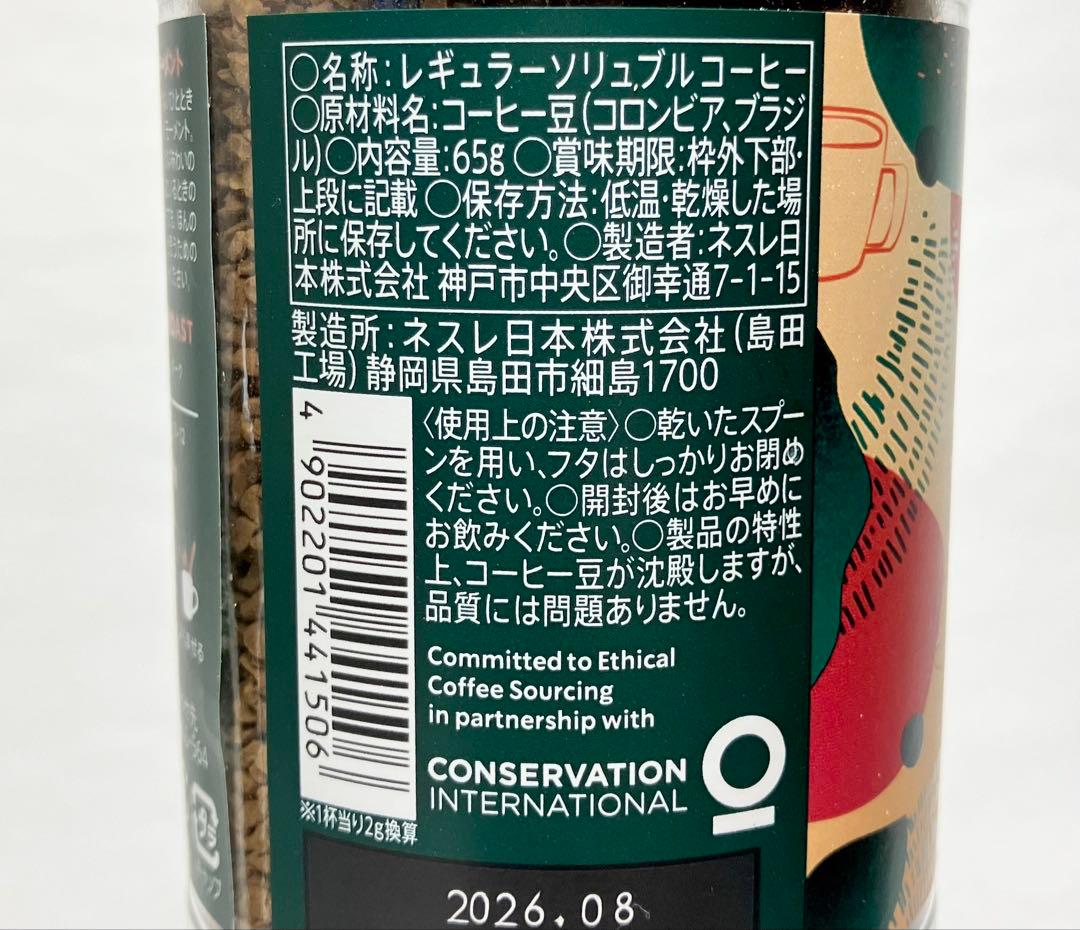 ○名称:レギュラーソリュブルコーヒー
○原材料名:コーヒー豆(コロンビア、ブラジ
ル)○内容量:65g ○賞味期限:枠外下部・
上段に記載 ○保存方法:低温・乾燥した場
所に保存してください。○製造者:ネスレ日
本株式会社 神戸市中央区御幸通7-1-15
製造所:ネスレ日本株式会社(島田
工場)静岡県島田市細島1700
〈使用上の注意〉○乾いたスプー
ンを用い、フタはしっかりお閉め
ください。○開封後はお早めに
お飲みください。○製品の特性
上、コーヒー豆が沈殿しますが、
品質には問題ありません。
4 902201 441506
※1杯当り2g換算
Committed to Ethical
Coffee Sourcing
in partnership with
CONSERVATION
INTERNATIONAL
2026.08